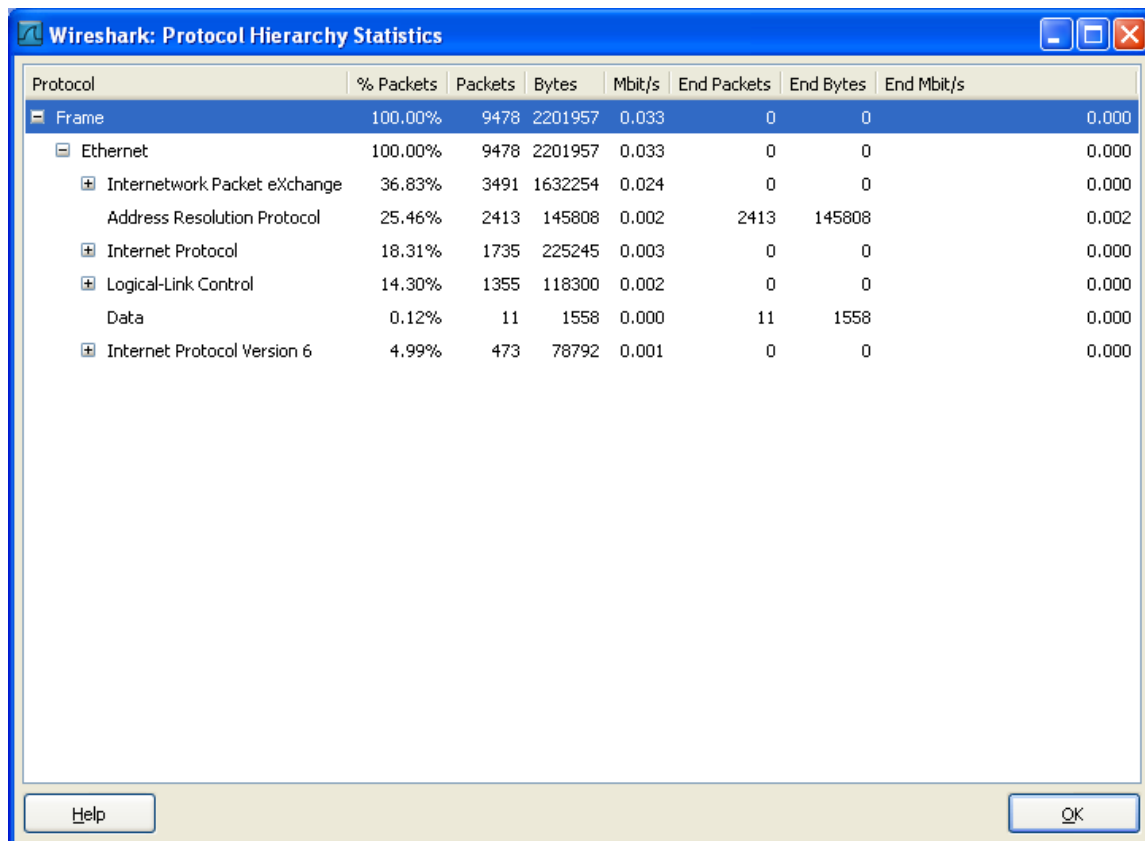 Wireshark: Protocol Hierarchy Statistics
Protocol % Packets Packets Bytes Mbit/s End Packets End Bytes End Mbit/s
Frame 100.00% 9478 2201957 0.033 0 0 0.000
Ethernet 100.00% 9478 2201957 0.033 0 0 0.000
Internetwork Packet eXchange 36.83% 3491 1632254 0.024 0 0 0.000
Address Resolution Protocol 25.46% 2413 145808 0.002 2413 145808 0.002
Internet Protocol 18.31% 1735 225245 0.003 0 0 0.000
Logical-Link Control 14.30% 1355 118300 0.002 0 0 0.000
Data 0.12% 11 1558 0.000 11 1558 0.000
Internet Protocol Version 6 4.99% 473 78792 0.001 0 0 0.000
Help OK